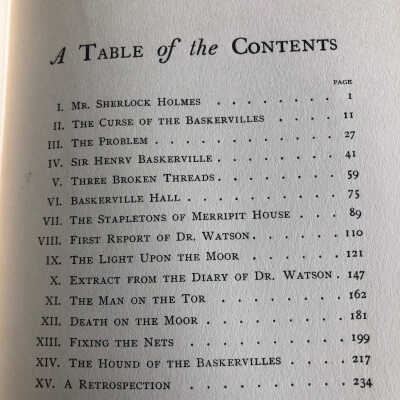 A Table of the Contents
PAGE
I. Mr. Sherlock Holmes . . . . . . . . 1
II. The Curse of the Baskervilles . . . . 11
III. The Problem . . . . . . . . . . . 27
IV. Sir Henry Baskerville . . . . . . . 41
V. Three Broken Threads . . . . . . . 59
VI. Baskerville Hall . . . . . . . . . 75
VII. The Stapletons of Merripit House . . . 89
VIII. First Report of Dr. Watson . . . . . 110
IX. The Light Upon the Moor . . . . . 121
X. Extract from the Diary of Dr. Watson . 147
XI. The Man on the Tor . . . . . . . 162
XII. Death on the Moor . . . . . . . . 181
XIII. Fixing the Nets . . . . . . . . . 199
XIV. The Hound of the Baskervilles . . . . 217
XV. A Retrospection . . . . . . . . . 234